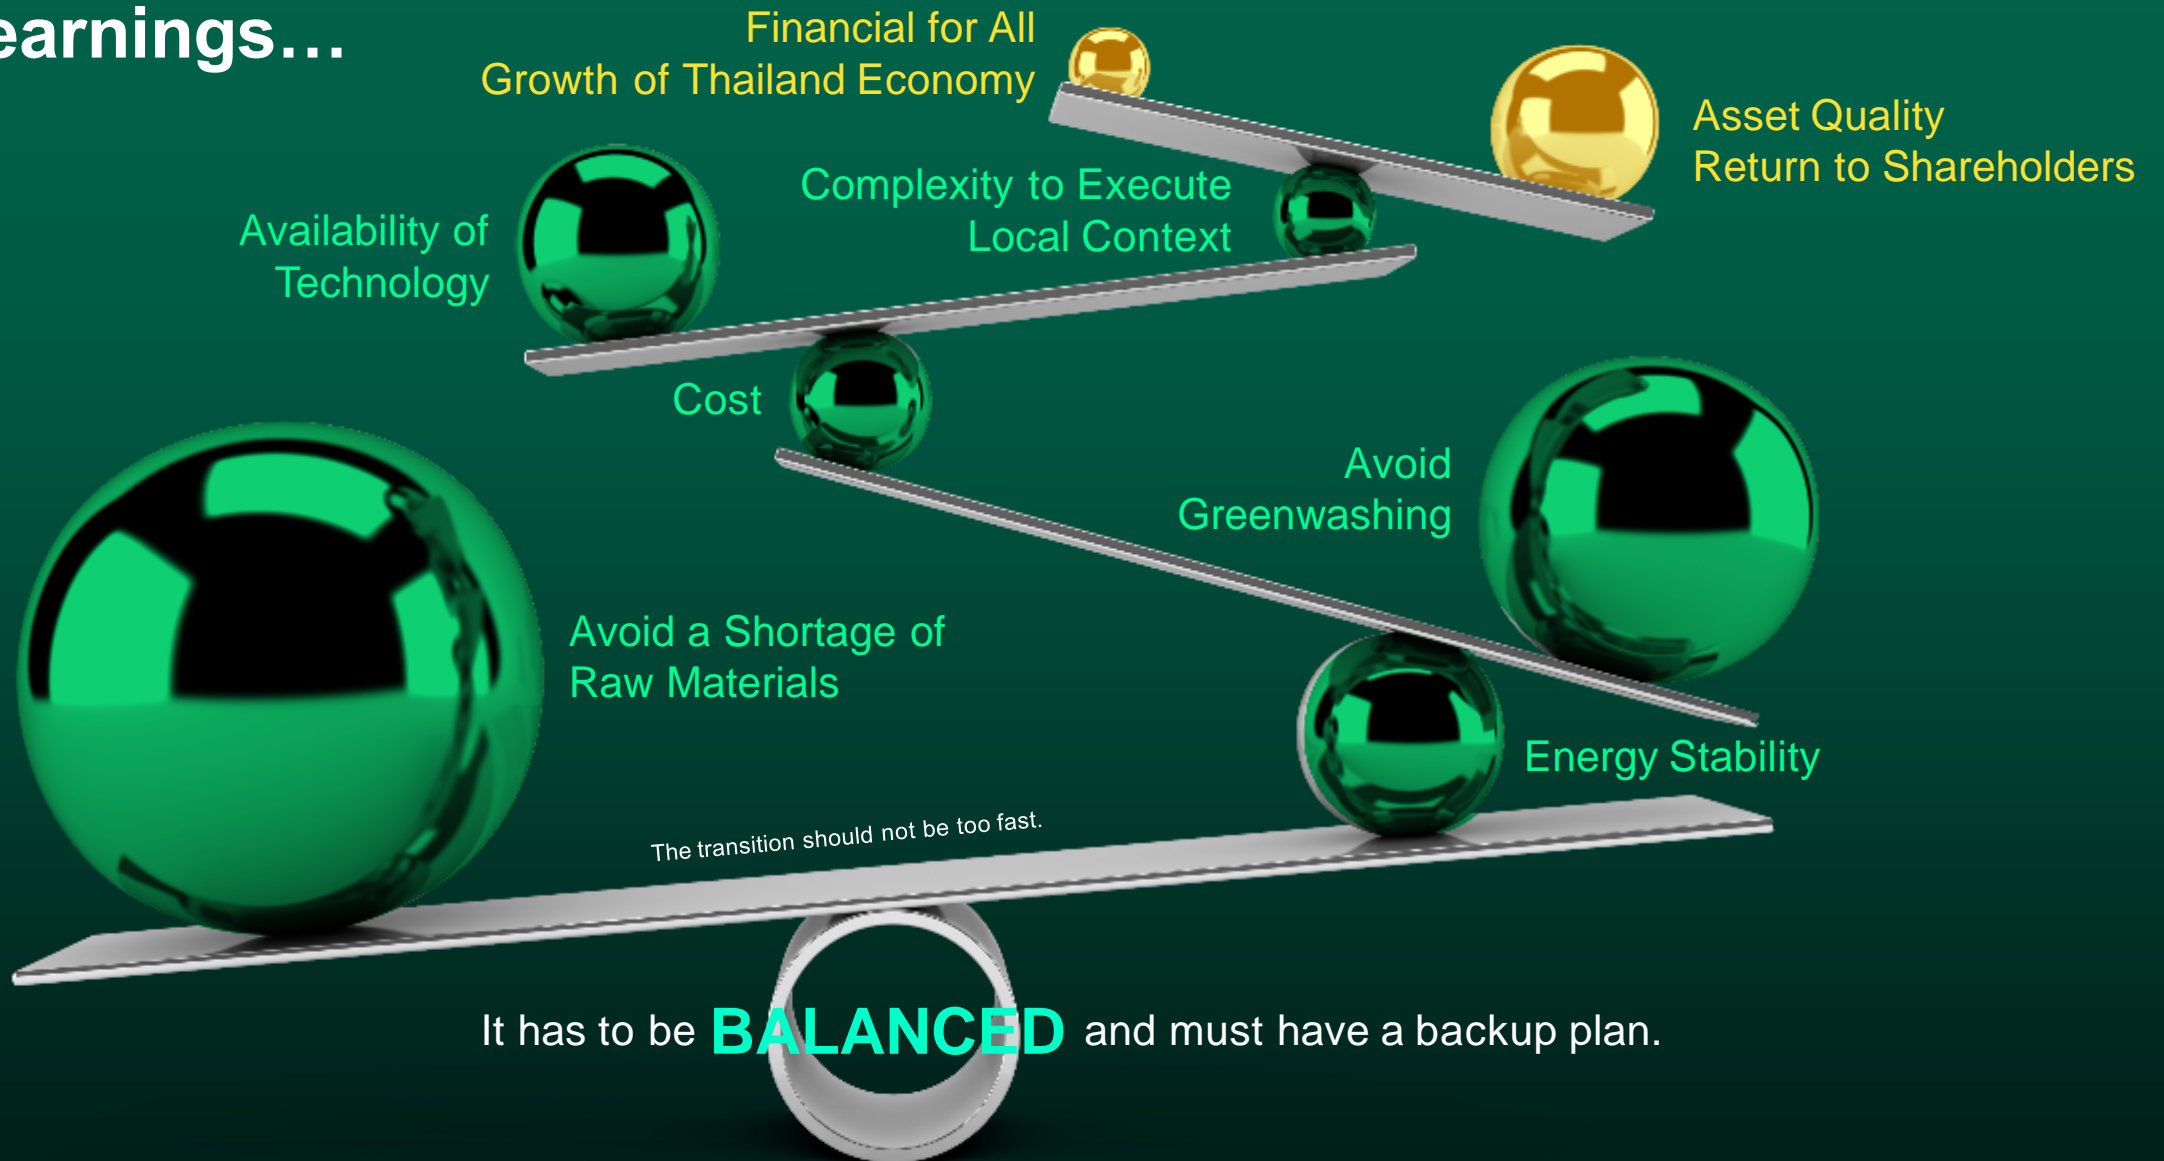 earnings...
Financial for All
Growth of Thailand Economy
Asset Quality
Return to Shareholders
Complexity to Execute
Local Context
Availability of
Technology
Cost
Avoid
Greenwashing
Avoid a Shortage of
Raw Materials
Energy Stability
The transition should not be too fast.
It has to be BALANCED and must have a backup plan.